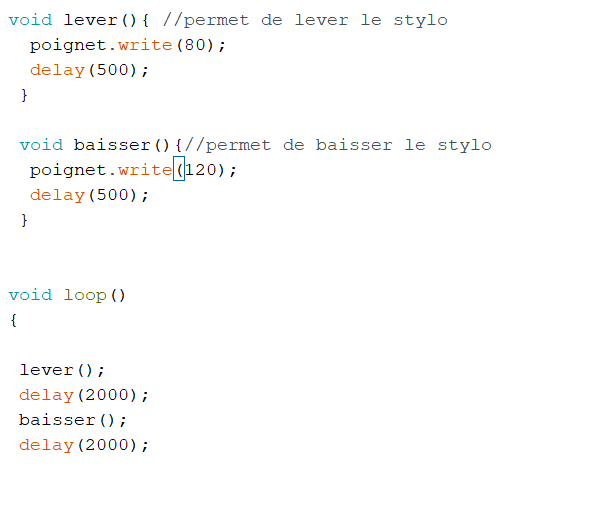 void lever(){ //permet de lever le stylo
poignet.write(80);
delay(500);
}
void baisser(){//permet de baisser le stylo
poignet.write(120);
delay(500);
}
void loop()
{
lever();
delay(2000);
baisser();
delay(2000);